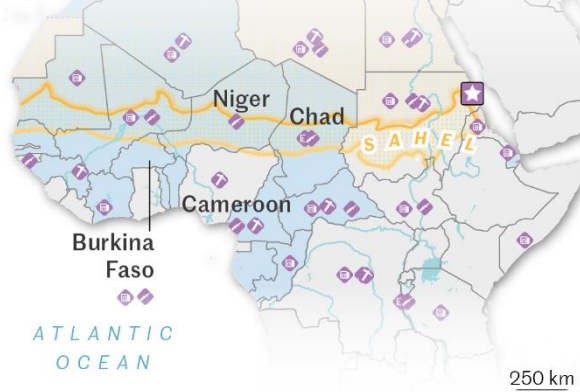 Niger
Chad
SAHEL
Cameroon
Burkina
Faso
ATLANTIC
OCEAN
250 km